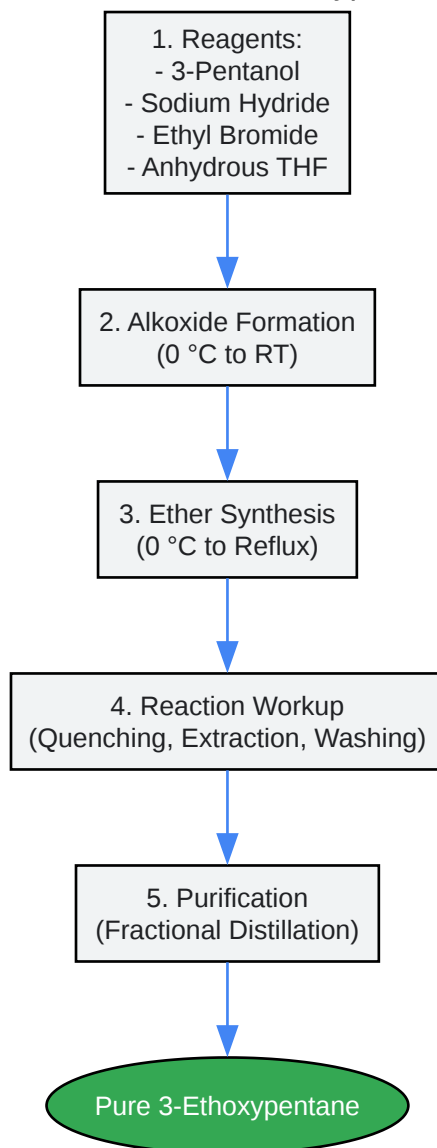 1. Reagents:
- 3-Pentanol
- Sodium Hydride
- Ethyl Bromide
- Anhydrous THF
2. Alkoxide Formation
(0 °C to RT)
3. Ether Synthesis
(0 °C to Reflux)
4. Reaction Workup
(Quenching, Extraction, Washing)
5. Purification
(Fractional Distillation)
Pure 3-Ethoxypentane